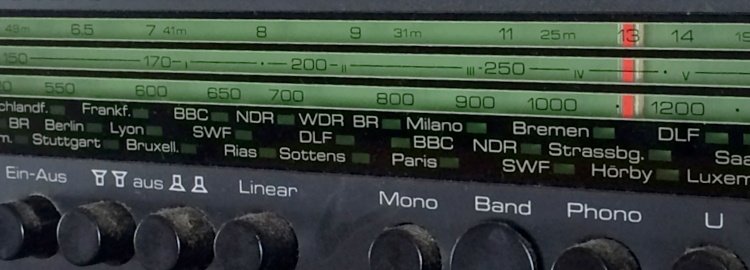 49m 6.5 7 41m 8 9 31m 11 25m 13 14
150 170 I 200 II III 250 IV V
550 600 650 700 800 900 1000 1200
Frankf. BBC NDR WDR BR Milano Bremen DLF
BR Berlin Lyon SWF DLF BBC NDR Strassbg.
Stuttgart Bruxell. Rias Sottens Paris SWF Hörby
Ein-Aus aus Linear Mono Band Phono U